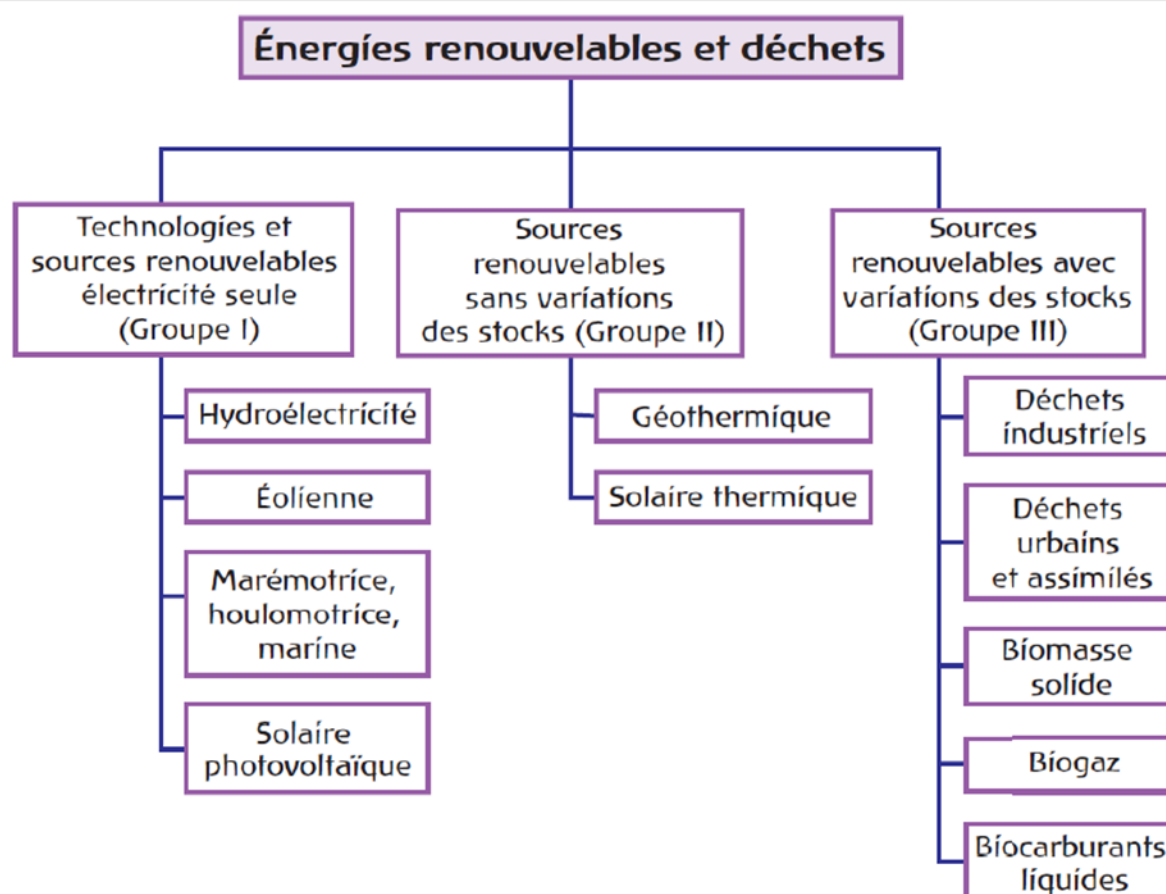 Énergies renouvelables et déchets
Technologies et
sources renouvelables
électricité seule
(Groupe I)
Hydroélectricité
Éolienne
Marémotrice,
houlomotrice,
marine
Solaire
photovoltaïque
Sources
renouvelables
sans variations
des stocks (Groupe II)
Géothermique
Solaire thermique
Sources
renouvelables avec
variations des stocks
(Groupe III)
Déchets
industriels
Déchets
urbains
et assimilés
Biomasse
solide
Biogaz
Biocarburants
liquides